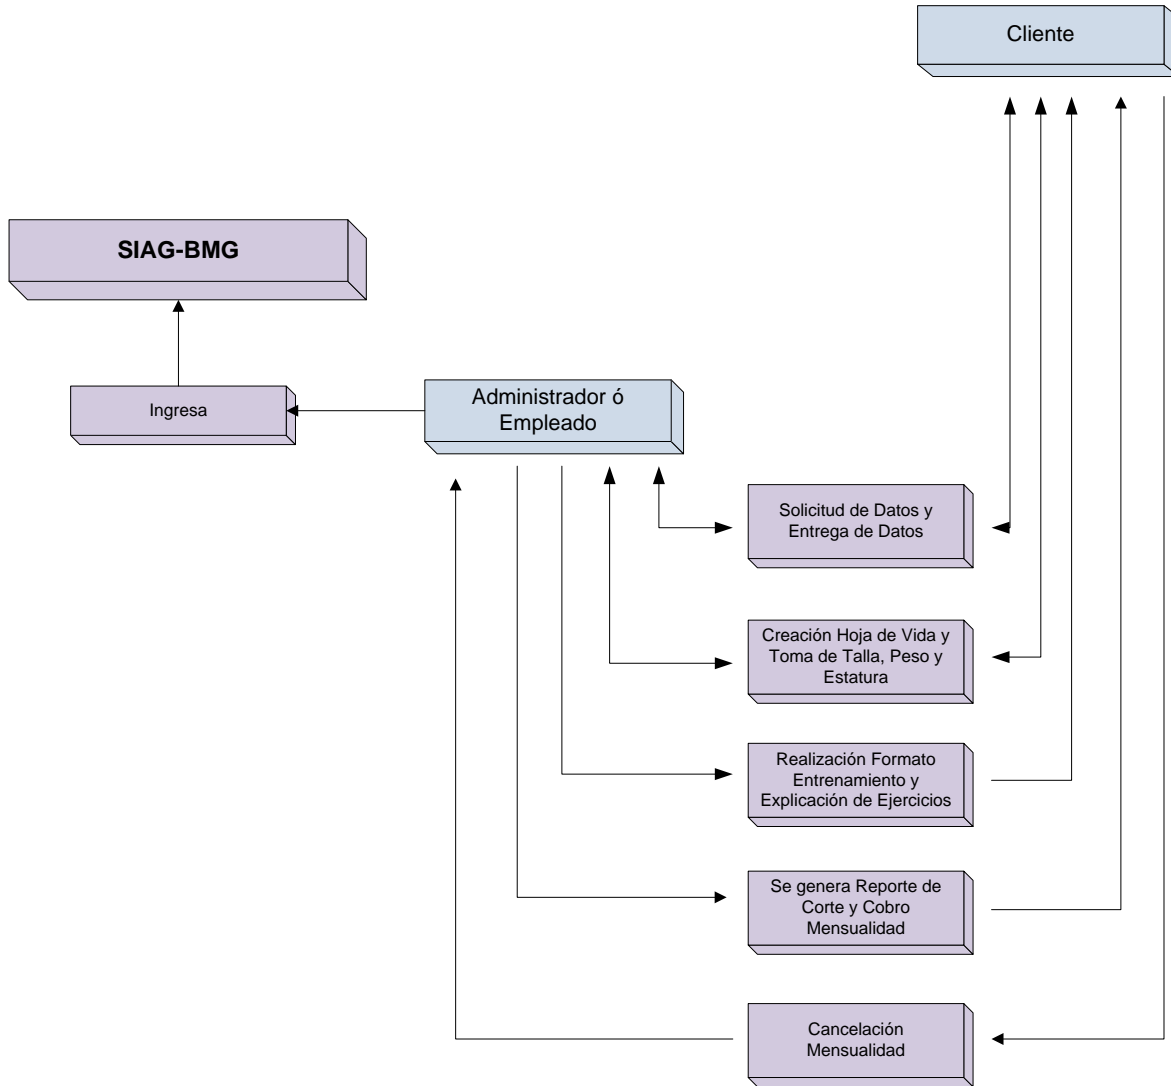 Cliente
SIAG-BMG
Ingresa
Administrador ó
Empleado
Solicitud de Datos y
Entrega de Datos
Creación Hoja de Vida y
Toma de Talla, Peso y
Estatura
Realización Formato
Entrenamiento y
Explicación de Ejercicios
Se genera Reporte de
Corte y Cobro
Mensualidad
Cancelación
Mensualidad